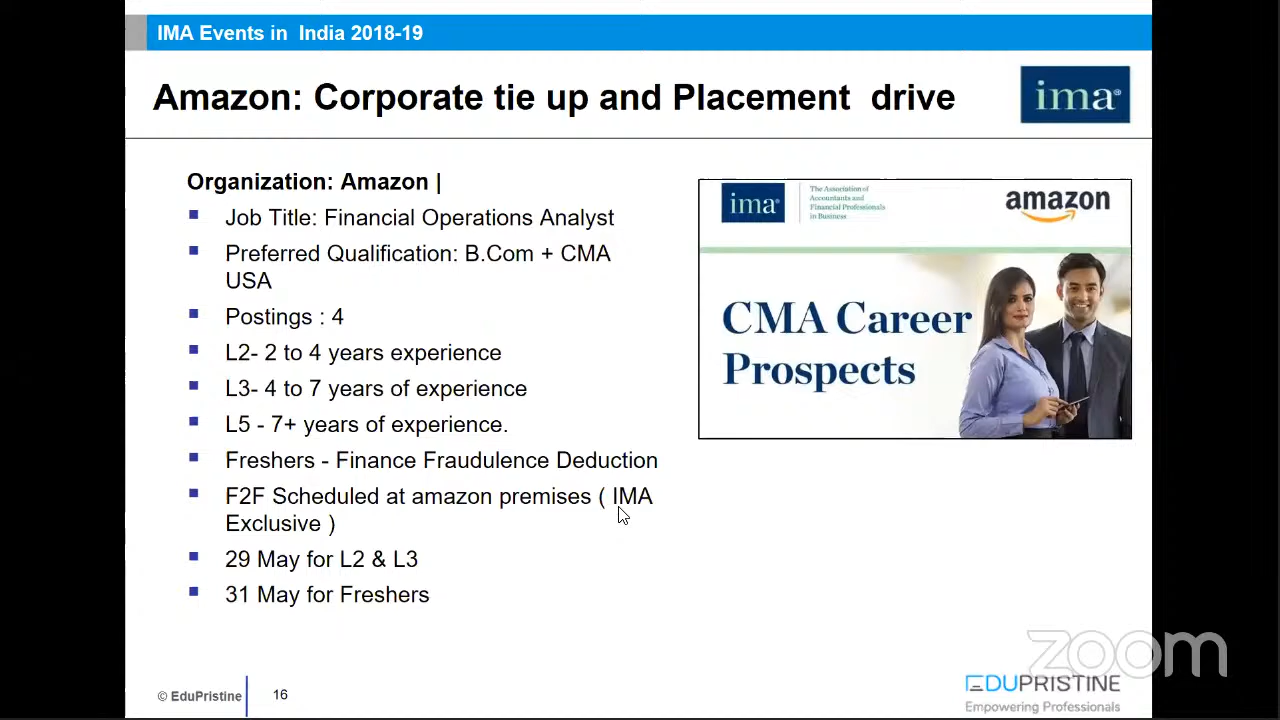 IMA Events in India 2018-19
Amazon: Corporate tie up and Placement drive
ima®
Organization: Amazon |
Job Title: Financial Operations Analyst
Preferred Qualification: B.Com + CMA
USA
Postings : 4
L2- 2 to 4 years experience
L3- 4 to 7 years of experience
L5 - 7+ years of experience.
Freshers - Finance Fraudulence Deduction
F2F Scheduled at amazon premises ( IMA
Exclusive )
29 May for L2 & L3
31 May for Freshers
ima®
The Association of
Accountants and
Financial Professionals
in Business
amazon
CMA Career
Prospects
zoom
© EduPristine
16
EDUPRISTINE
Empowering Professionals